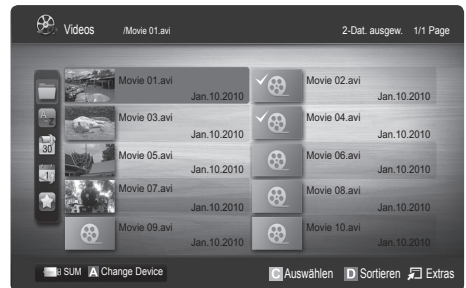 Videos /Movie 01.avi 2-Dat. ausgew. 1/1 Page
Movie 01.avi Movie 02.avi
Jan.10.2010 Jan.10.2010
Movie 03.avi Movie 04.avi
Jan.10.2010 Jan.10.2010
Movie 05.avi Movie 06.avi
Jan.10.2010 Jan.10.2010
Movie 07.avi Movie 08.avi
Jan.10.2010 Jan.10.2010
Movie 09.avi Movie 10.avi
Jan.10.2010 Jan.10.2010
30
1
SUM A Change Device C Auswählen D Sortieren Extras